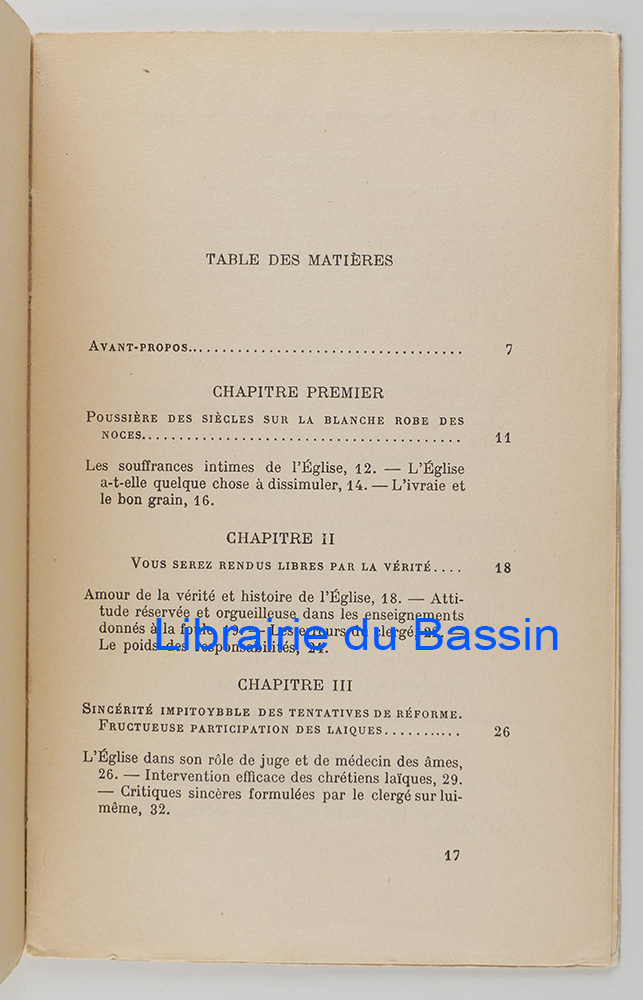 TABLE DES MATIÈRES
AVANT-PROPOS........................................ 7
CHAPITRE PREMIER
POUSSIÈRE DES SIÈCLES SUR LA BLANCHE ROBE DES
NOCES........................................... 11
Les souffrances intimes de l'Église, 12. — L'Église
a-t-elle quelque chose à dissimuler, 14. — L'ivraie et
le bon grain, 16.
CHAPITRE II
VOUS SEREZ RENDUS LIBRES PAR LA VÉRITÉ.... 18
Amour de la vérité et histoire de l'Église, 18. — Atti-
tude réservée et orgueilleuse dans les enseignements
donnés à la
Le poids des responsabilités, 24.
Librairie du Bassin
CHAPITRE III
SINCÉRITÉ IMPITOYBBLE DES TENTATIVES DE RÉFORME.
FRUCTUEUSE PARTICIPATION DES LAIQUES........... 26
L'Église dans son rôle de juge et de médecin des âmes,
26. — Intervention efficace des chrétiens laïques, 29.
— Critiques sincères formulées par le clergé sur lui-
même, 32.
17